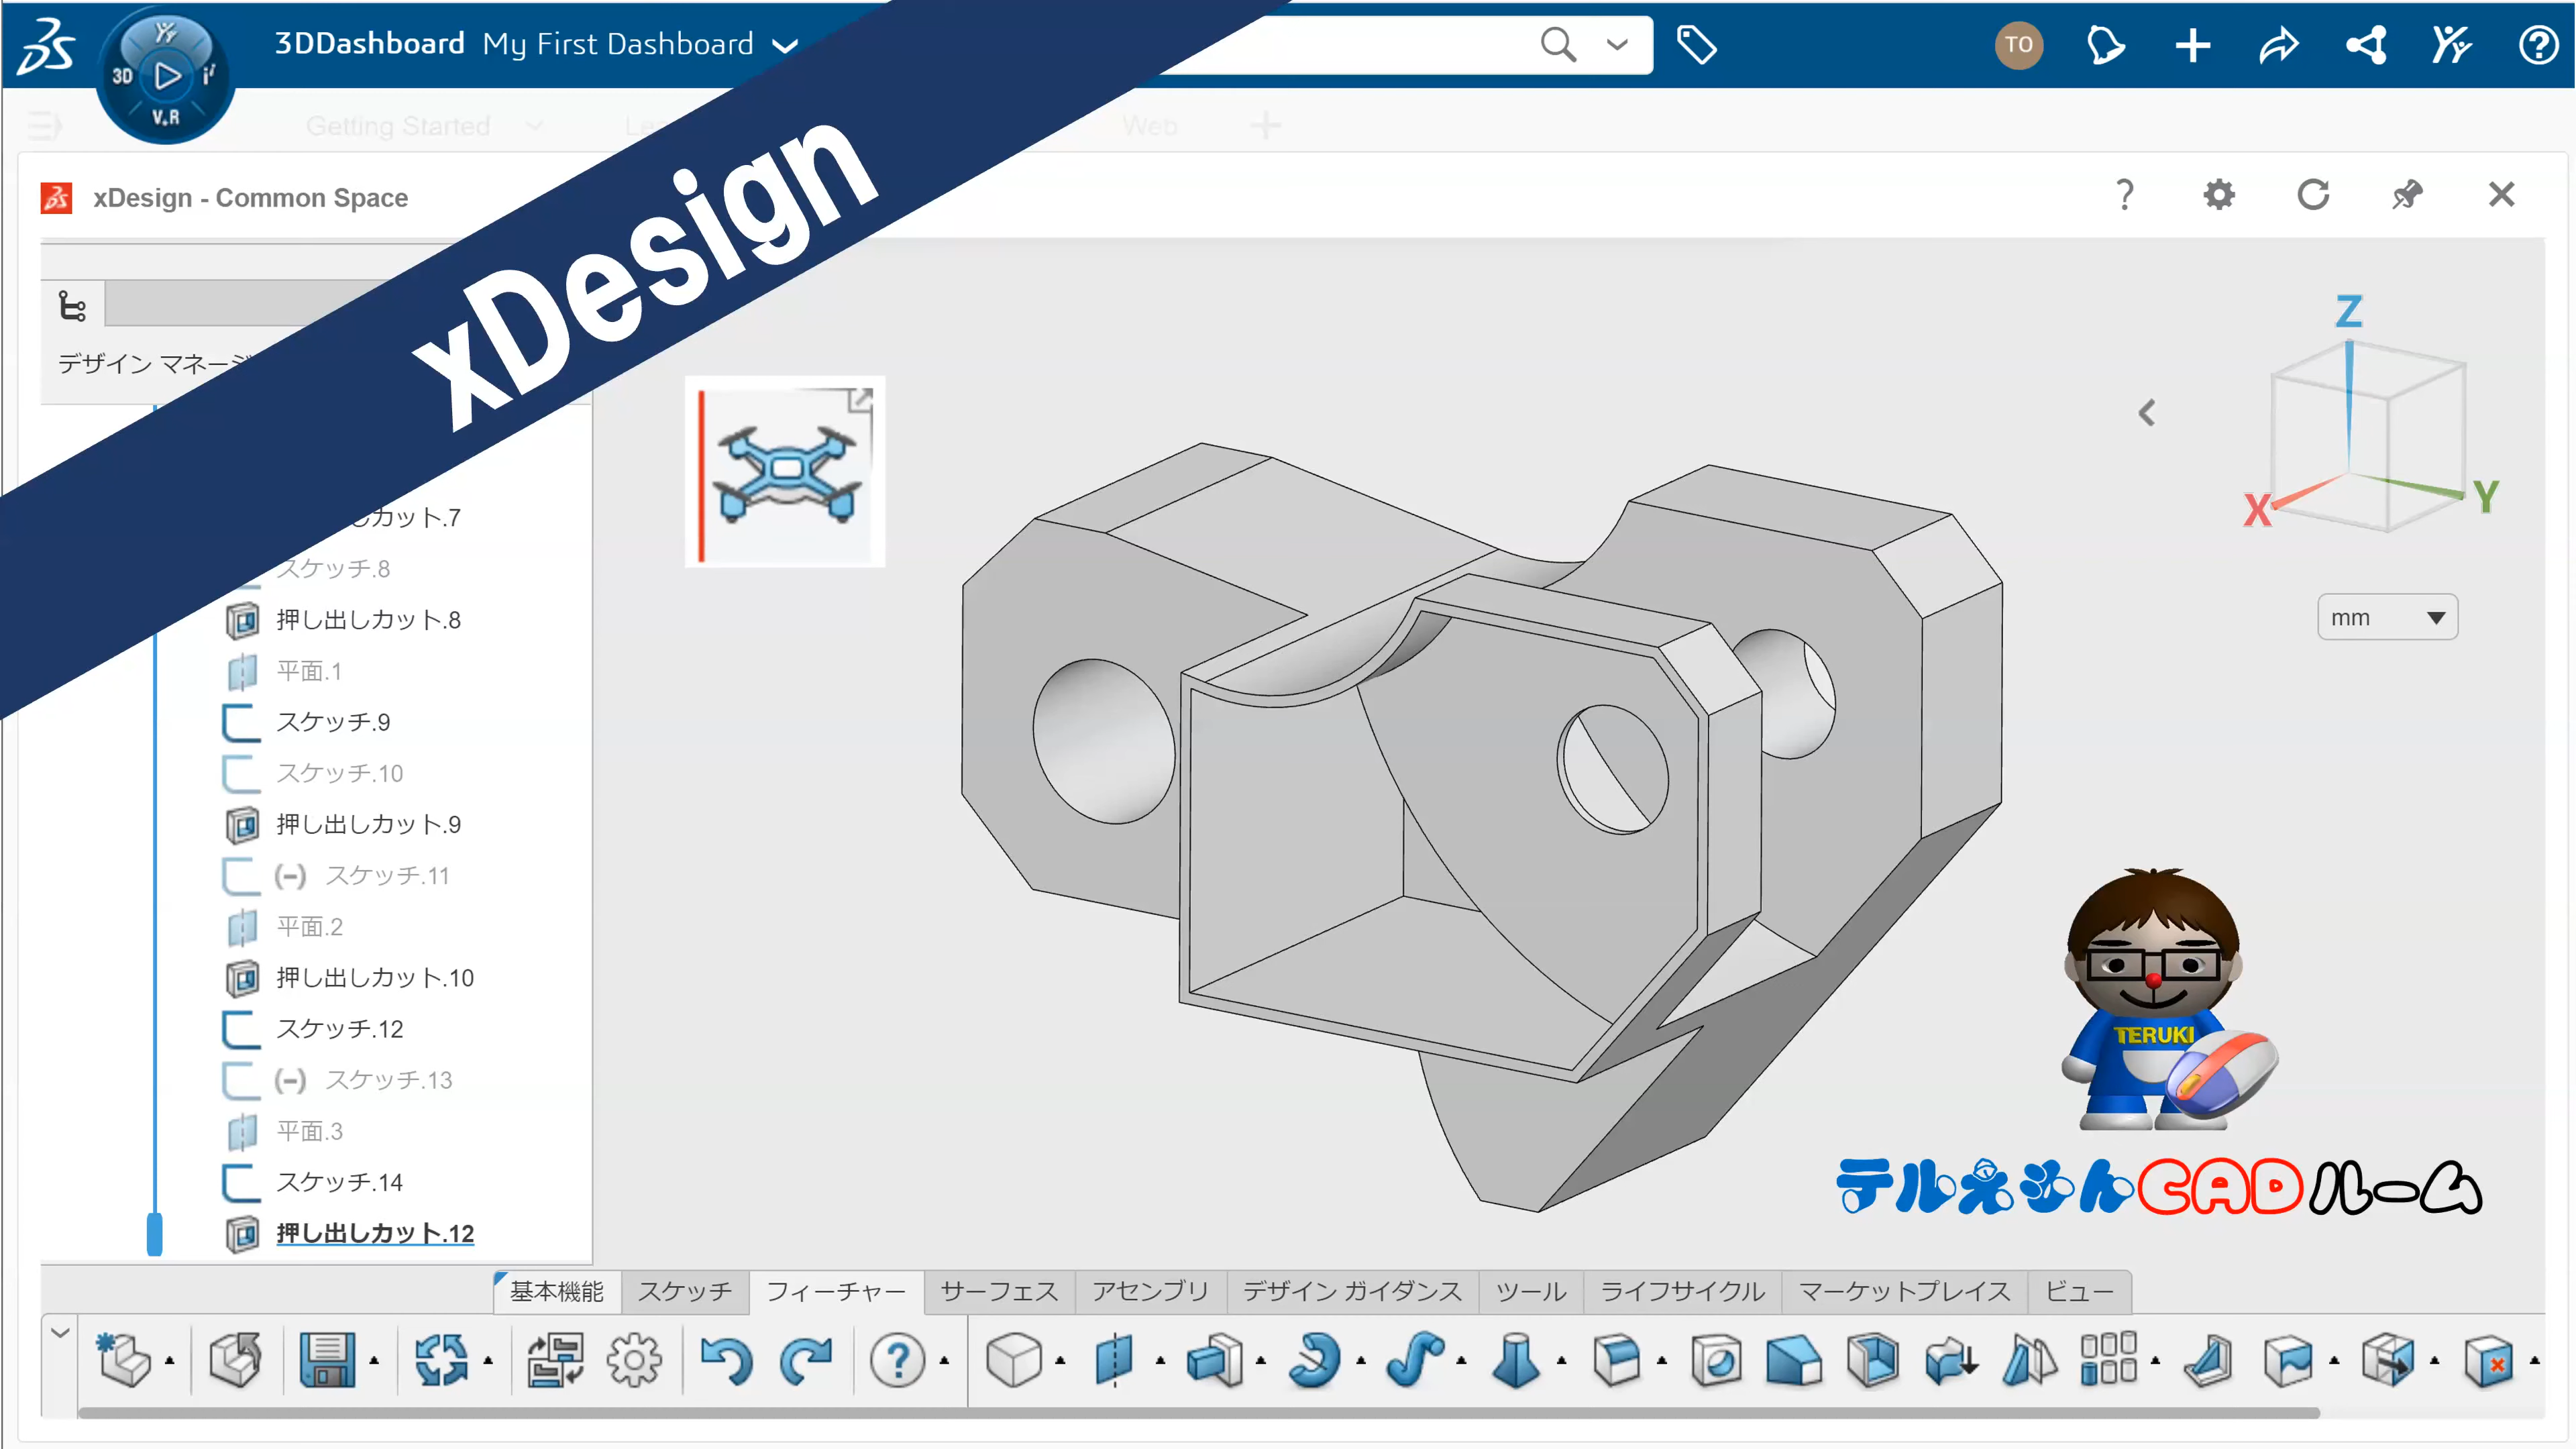 3DDashboard My First Dashboard
TO
3D
V.R
Getting Started
Web
xDesign
xDesign - Common Space
デザイン マネージ
Z
X
Y
mm
しカット.7
スケッチ.8
押し出しカット.8
平面.1
スケッチ.9
スケッチ.10
押し出しカット.9
(-) スケッチ.11
平面.2
押し出しカット.10
スケッチ.12
(-) スケッチ.13
平面.3
スケッチ.14
押し出しカット.12
TERUKI
テルえもんCADルーム
基本機能 スケッチ フィーチャー サーフェス アセンブリ デザイン ガイダンス ツール ライフサイクル マーケットプレイス ビュー